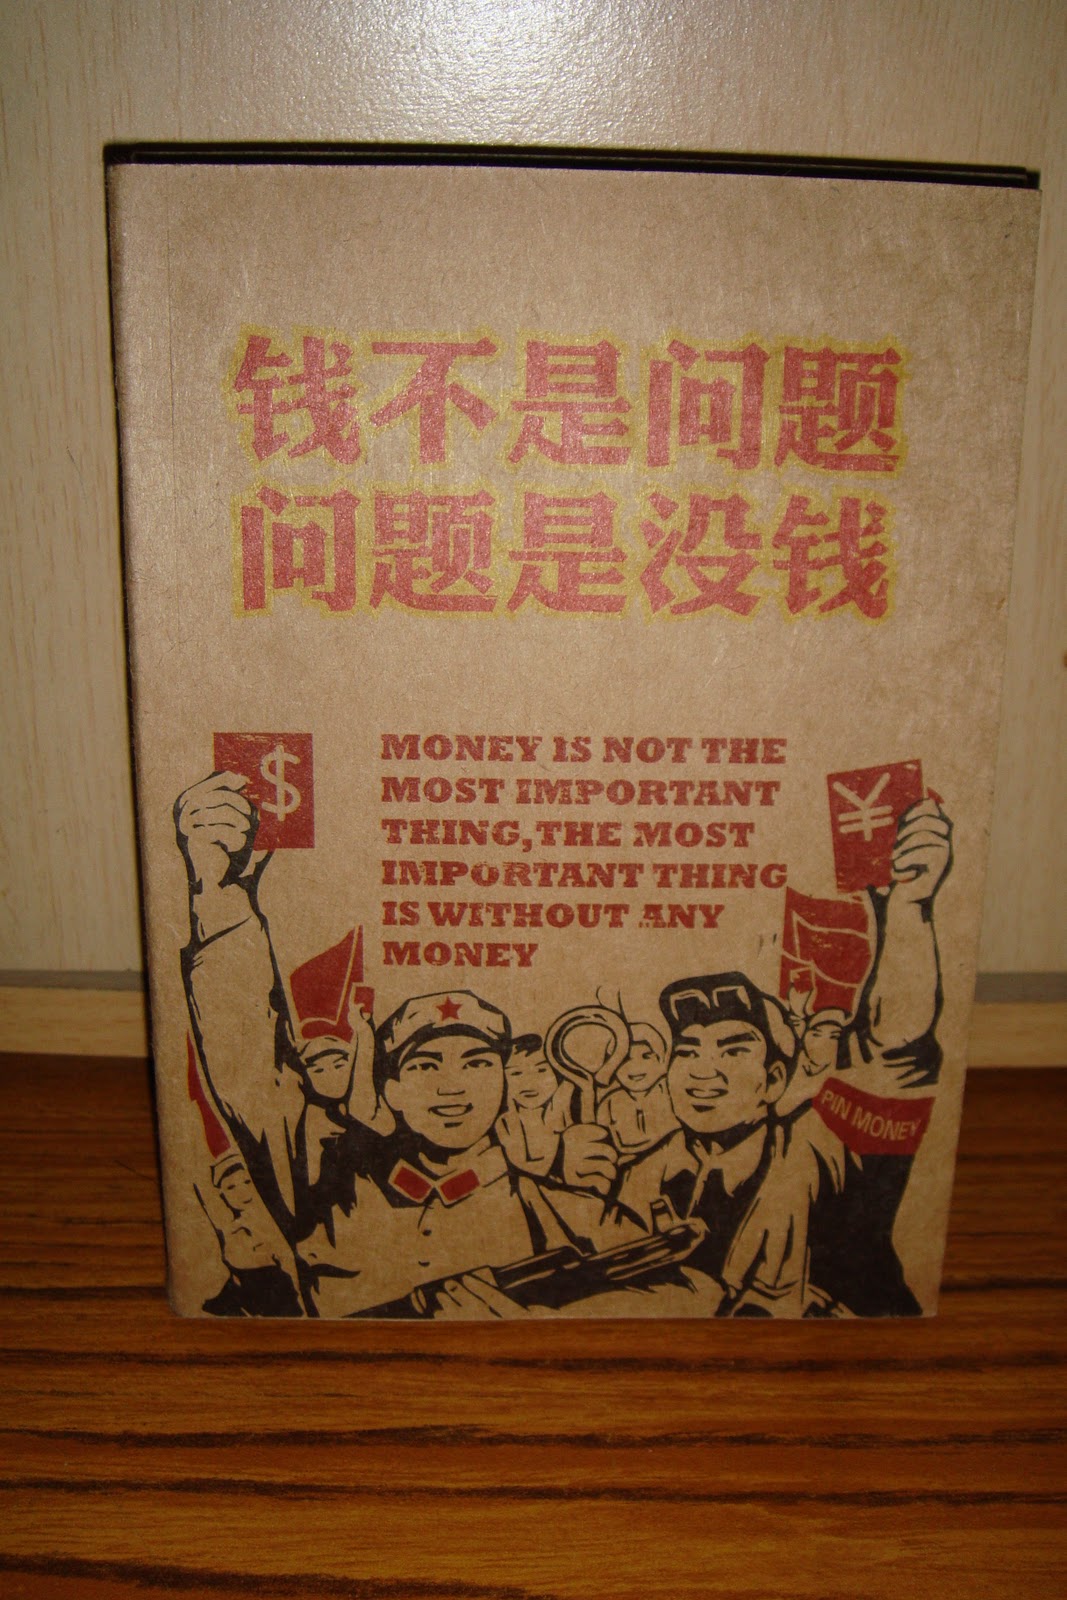 钱不是问题
问题是没钱
MONEY IS NOT THE
MOST IMPORTANT
THING, THE MOST
IMPORTANT THING
IS WITHOUT ANY
MONEY
$
¥
PIN MONEY